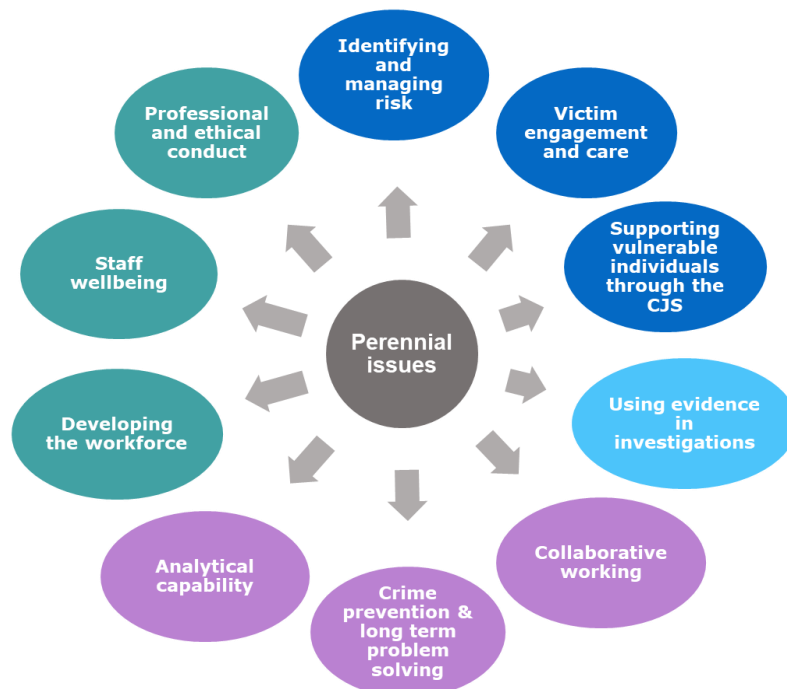 Identifying
and
managing
risk
Victim
engagement
and care
Supporting
vulnerable
individuals
through the
CJS
Using evidence
in
investigations
Collaborative
working
Crime
prevention &
long term
problem
solving
Analytical
capability
Developing
the workforce
Staff
wellbeing
Professional
and ethical
conduct
Perennial
issues